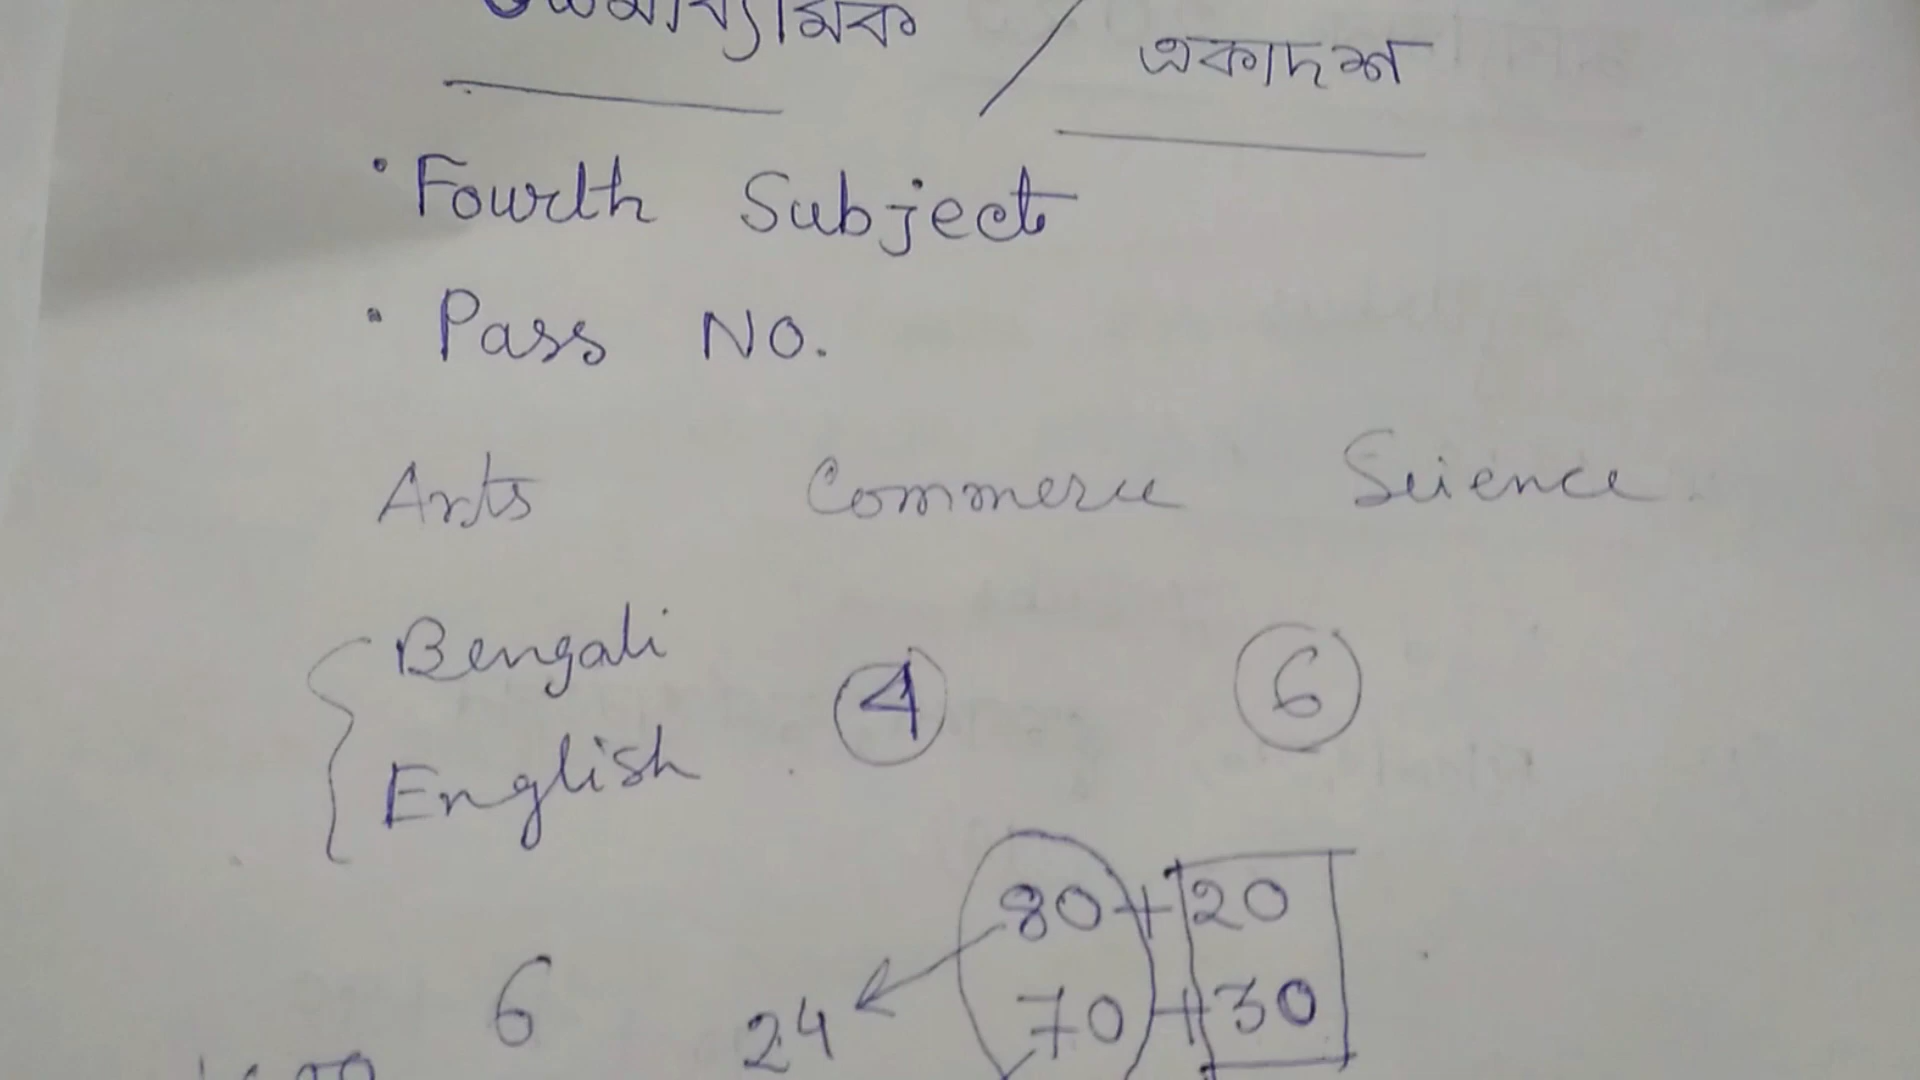 উচ্চমাধ্যমিক / একাদশ
• Fourth Subject
• Pass No.
Arts Commerce Science
Bengali 4 6
English
80+20
6 24 70+30